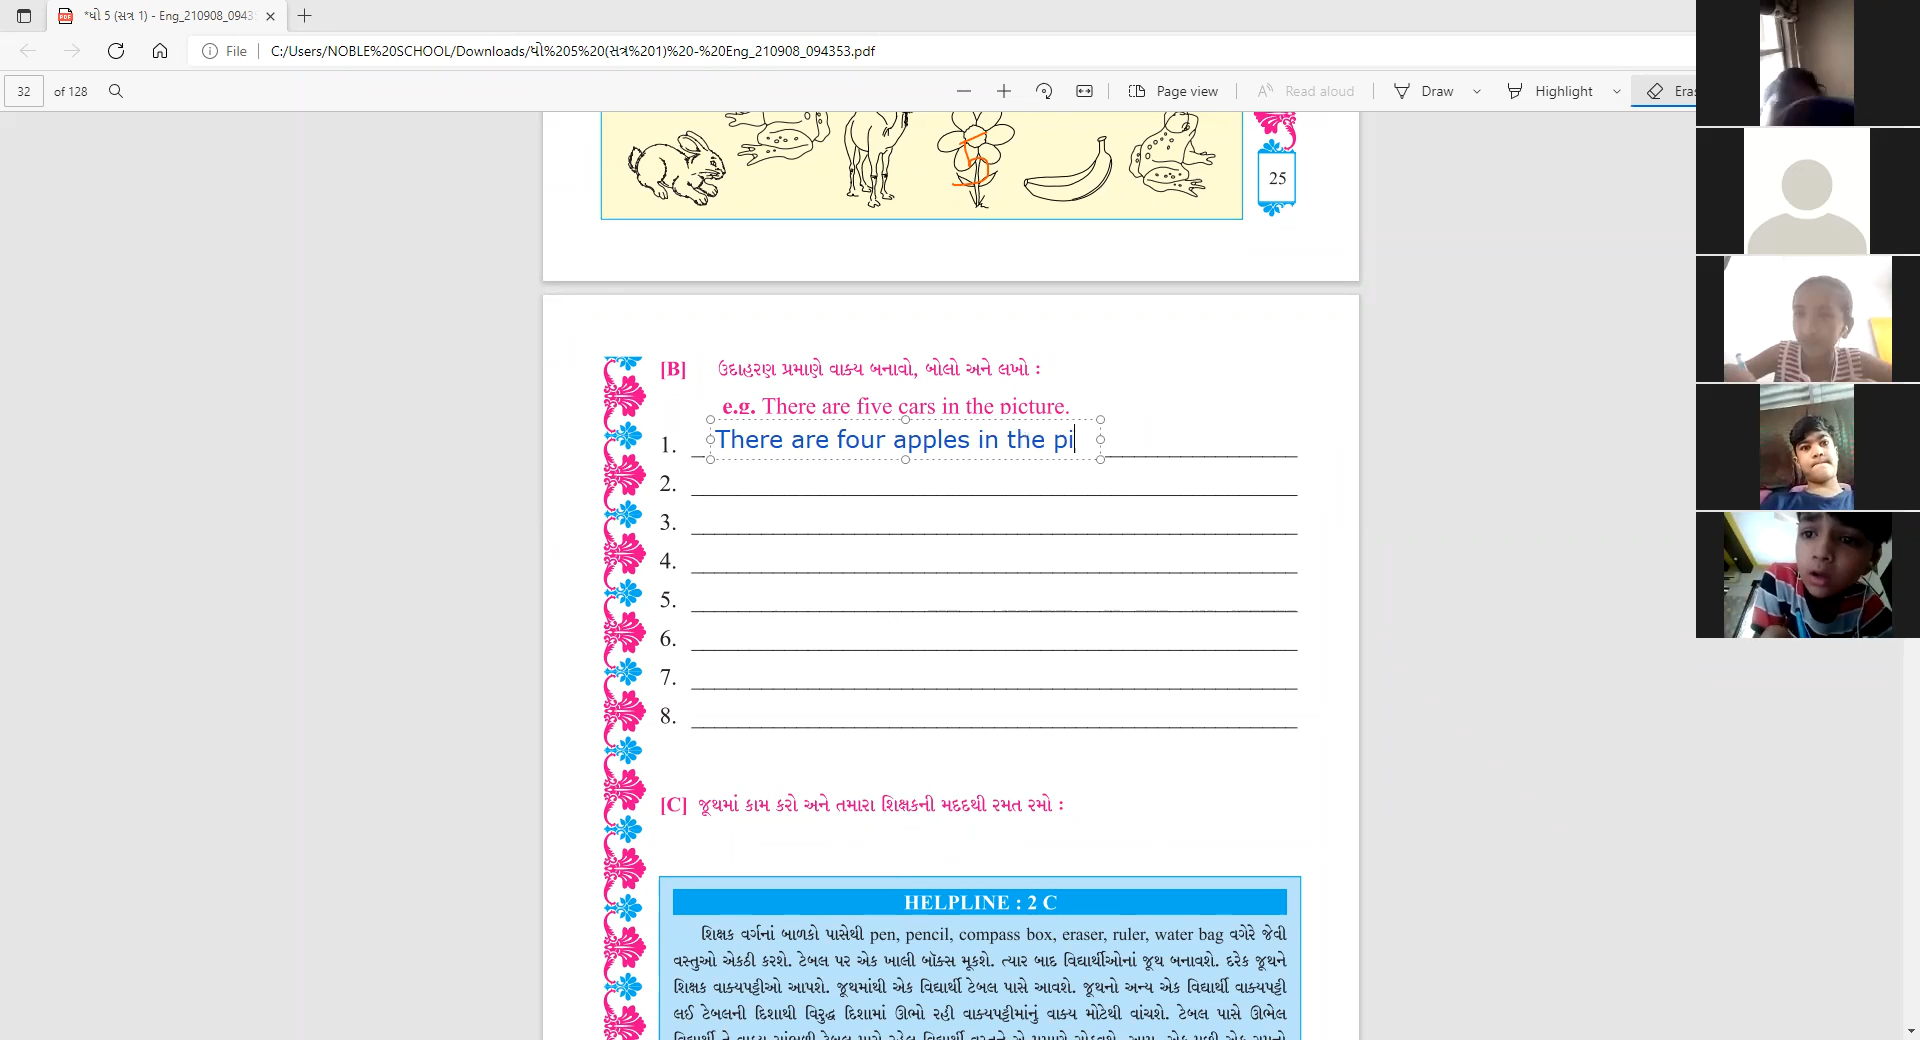 *ધો 5 (સત્ર 1) - Eng_210908_0943
File
C:/Users/NOBLE%20SCHOOL/Downloads/ધો%205%20(સત્ર%201)%20-%20Eng_210908_094353.pdf
32 of 128
Page view
Read aloud
Draw
Highlight
Eras
5
25
[B] ઉદાહરણ પ્રમાણે વાક્ય બનાવો, બોલો અને લખો :
e.g. There are five cars in the picture.
1. There are four apples in the pi
2.
3.
4.
5.
6.
7.
8.
[C] જૂથમાં કામ કરો અને તમારા શિક્ષકની મદદથી રમત રમો :
HELPLINE : 2 C
શિક્ષક વર્ગનાં બાળકો પાસેથી pen, pencil, compass box, eraser, ruler, water bag વગેરે જેવી
વસ્તુઓ એકઠી કરશે. ટેબલ પર એક ખાલી બૉક્સ મૂકશે. ત્યાર બાદ વિદ્યાર્થીઓનાં જૂથ બનાવશે. દરેક જૂથને
શિક્ષક વાક્યપટ્ટીઓ આપશે. જૂથમાંથી એક વિદ્યાર્થી ટેબલ પાસે આવશે. જૂથનો અન્ય એક વિદ્યાર્થી વાક્યપટ્ટી
લઈ ટેબલની દિશાથી વિરુદ્ધ દિશામાં ઊભો રહી વાક્યપટ્ટીમાંનું વાક્ય મોટેથી વાંચશે. ટેબલ પાસે ઊભેલ